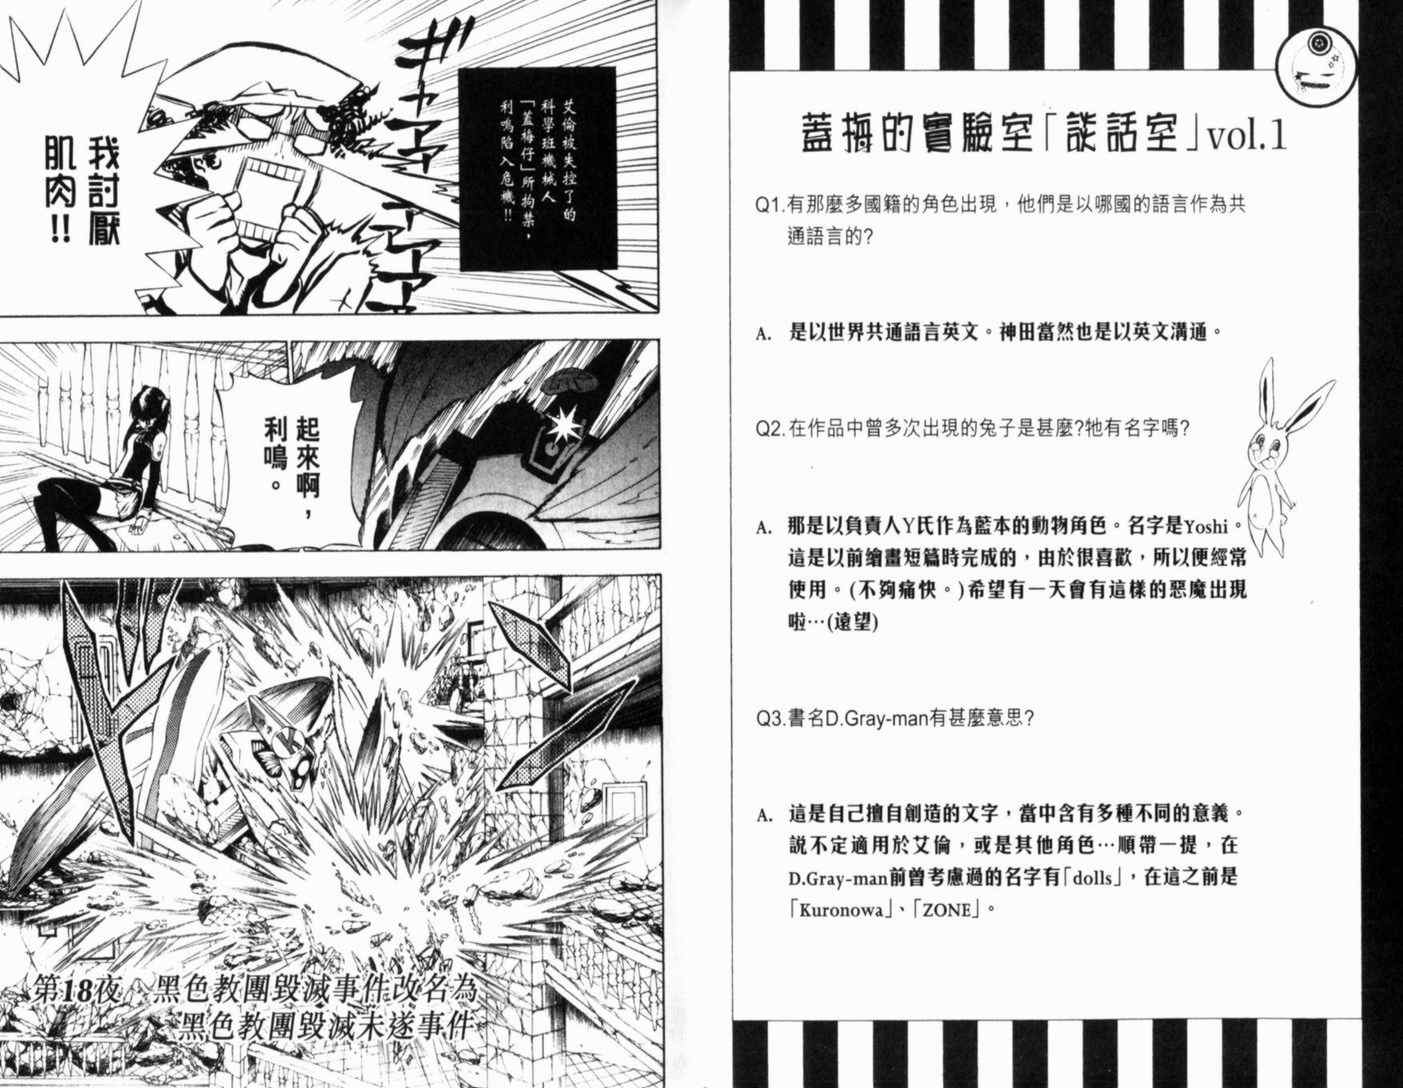 蓋梅的實驗室「談話室」vol.1
Q1.有那麼多國籍的角色出現，他們是以哪國的語言作為共
通語言的?
A. 是以世界共通語言英文。神田當然也是以英文溝通。
Q2.在作品中曾多次出現的兔子是甚麼?牠有名字嗎?
A. 那是以負責人Y氏作為藍本的動物角色。名字是Yoshi。
這是以前繪畫短篇時完成的，由於很喜歡，所以便經常
使用。(不夠痛快。)希望有一天會有這樣的惡魔出現
啦…(遠望)
Q3.書名D.Gray-man有甚麼意思?
A. 這是自己擅自創造的文字，當中含有多種不同的意義。
說不定適用於艾倫，或是其他角色…順帶一提，在
D.Gray-man前曾考慮過的名字有「dolls」，在這之前是
「Kuronowa」、「ZONE」。
艾倫被失控了的
科學班機械人
「蓋梅仔」所拘禁，
利鳴陷入危機!!
ギャアアアア
我討厭
肌肉!!
起來啊，
利鳴。
第18夜 黑色教團毀滅事件改名為
黑色教團毀滅未遂事件